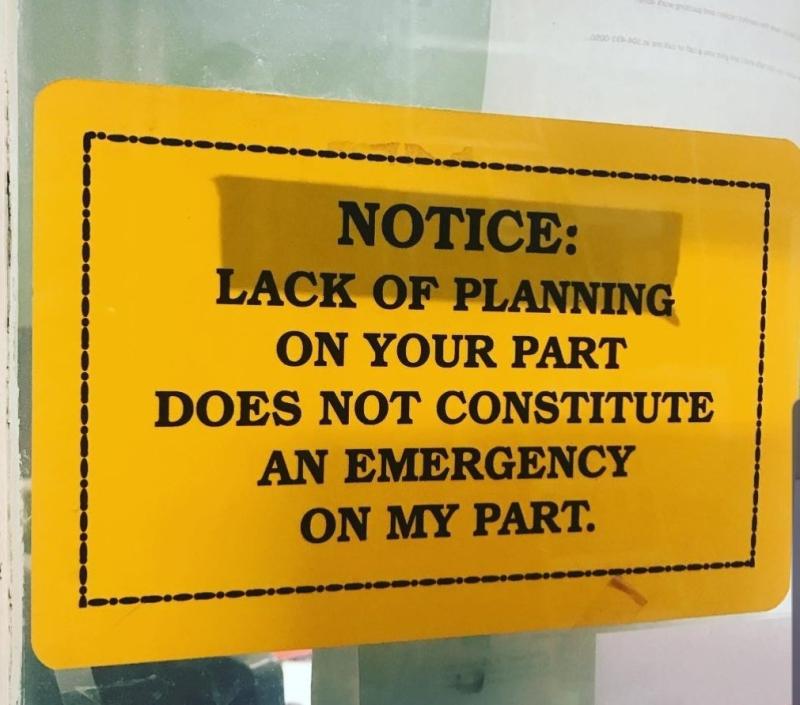 NOTICE:
LACK OF PLANNING
ON YOUR PART
DOES NOT CONSTITUTE
AN EMERGENCY
ON MY PART.